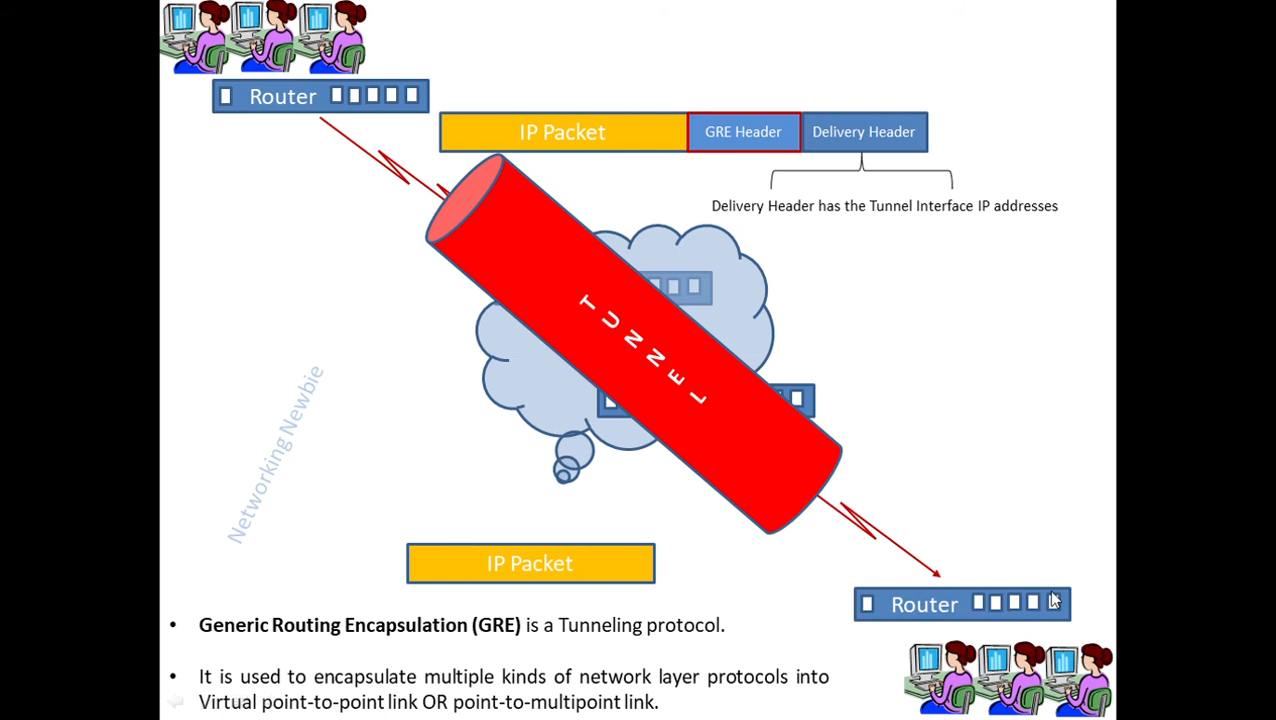 Router
IP Packet
GRE Header
Delivery Header
Delivery Header has the Tunnel Interface IP addresses
TUNNEL
Networking Newbie
IP Packet
Router
• Generic Routing Encapsulation (GRE) is a Tunneling protocol.
• It is used to encapsulate multiple kinds of network layer protocols into
Virtual point-to-point link OR point-to-multipoint link.